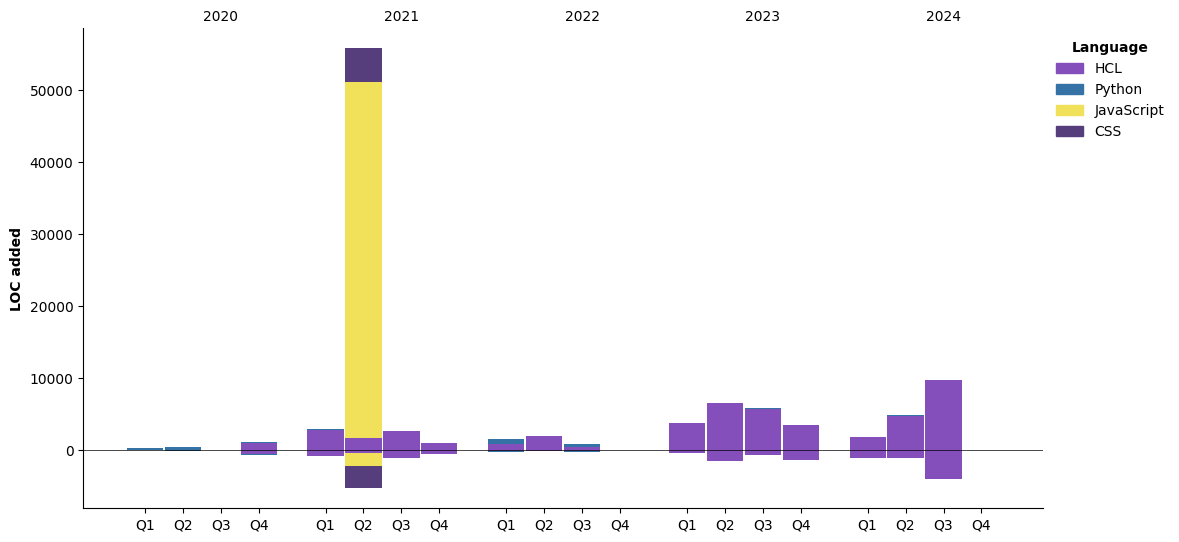 2020 2021 2022 2023 2024
Language
HCL
Python
JavaScript
CSS
LOC added
50000
40000
30000
20000
10000
0
Q1 Q2 Q3 Q4 Q1 Q2 Q3 Q4 Q1 Q2 Q3 Q4 Q1 Q2 Q3 Q4 Q1 Q2 Q3 Q4